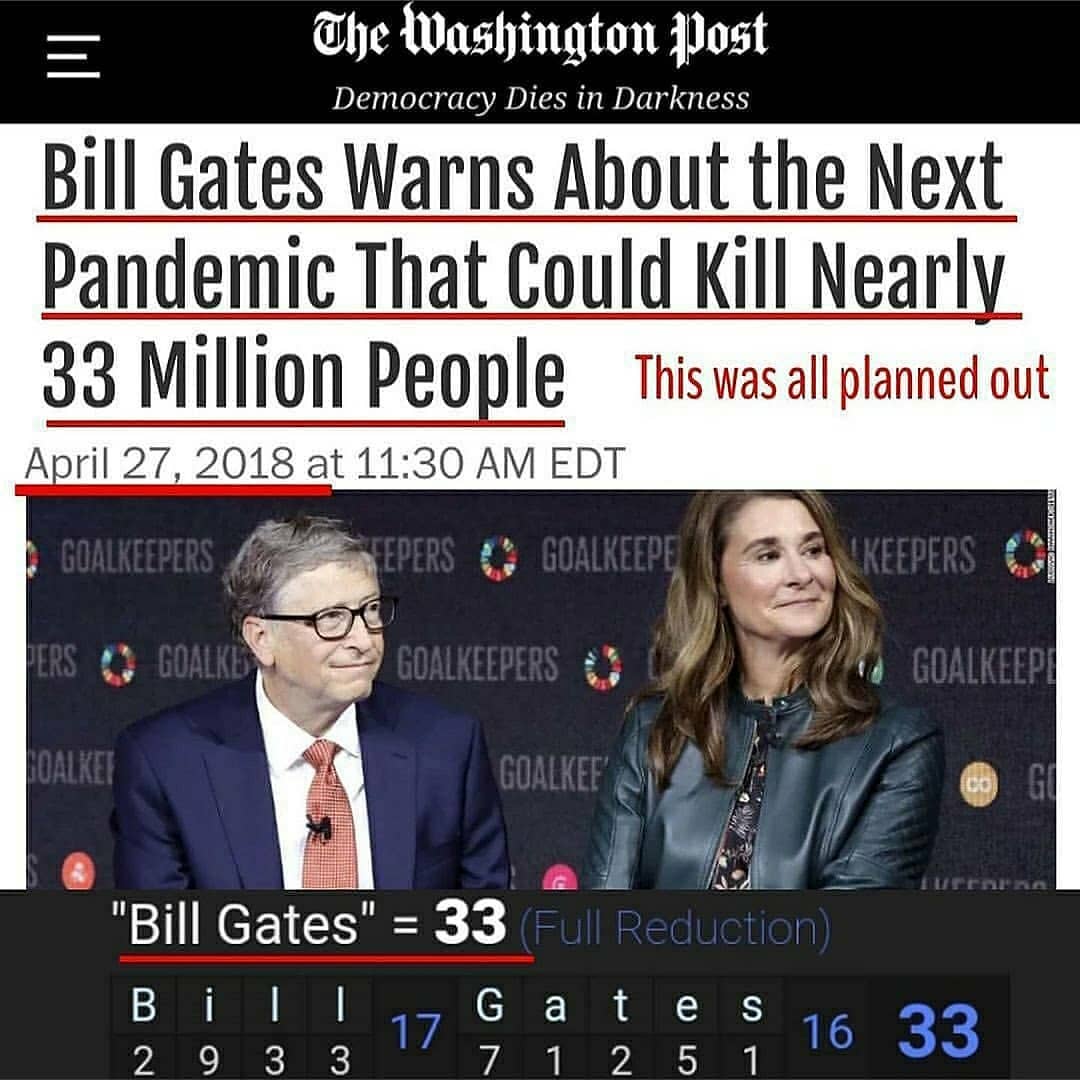 The Washington Post
Democracy Dies in Darkness
Bill Gates Warns About the Next
Pandemic That Could Kill Nearly
33 Million People
This was all planned out
April 27, 2018 at 11:30 AM EDT
GOALKEEPERS EEPERS GOALKEEPE KEEPERS
PERS GOALKE GOALKEEPERS GOALKEEPE
GOALKEE GOALKEE GO
S
"Bill Gates" = 33 (Full Reduction)
B i l l 17 G a t e s 16 33
2 9 3 3 7 1 2 5 1